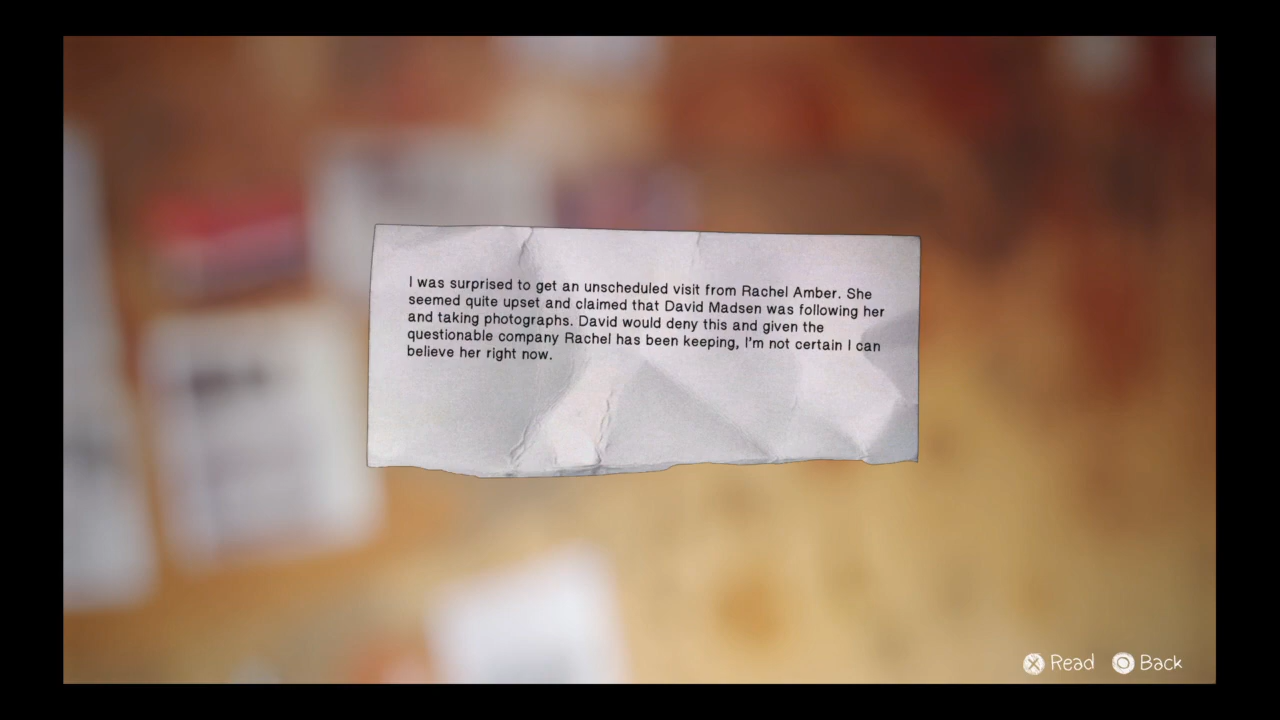 I was surprised to get an unscheduled visit from Rachel Amber. She
seemed quite upset and claimed that David Madsen was following her
and taking photographs. David would deny this and given the
questionable company Rachel has been keeping, I'm not certain I can
believe her right now.
Read Back